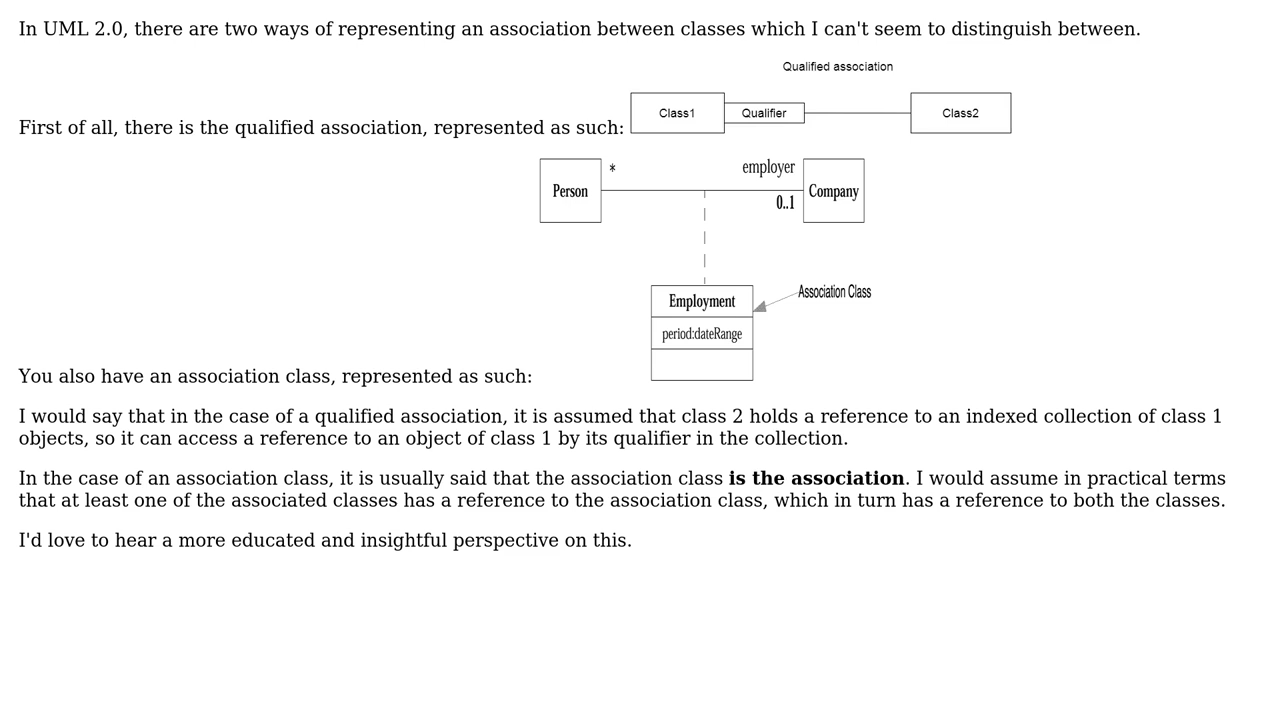 In UML 2.0, there are two ways of representing an association between classes which I can't seem to distinguish between.
Qualified association
First of all, there is the qualified association, represented as such:
Class1
Qualifier
Class2
*
employer
Person
Company
0..1
Employment
Association Class
period:dateRange
You also have an association class, represented as such:
I would say that in the case of a qualified association, it is assumed that class 2 holds a reference to an indexed collection of class 1
objects, so it can access a reference to an object of class 1 by its qualifier in the collection.
In the case of an association class, it is usually said that the association class is the association. I would assume in practical terms
that at least one of the associated classes has a reference to the association class, which in turn has a reference to both the classes.
I'd love to hear a more educated and insightful perspective on this.